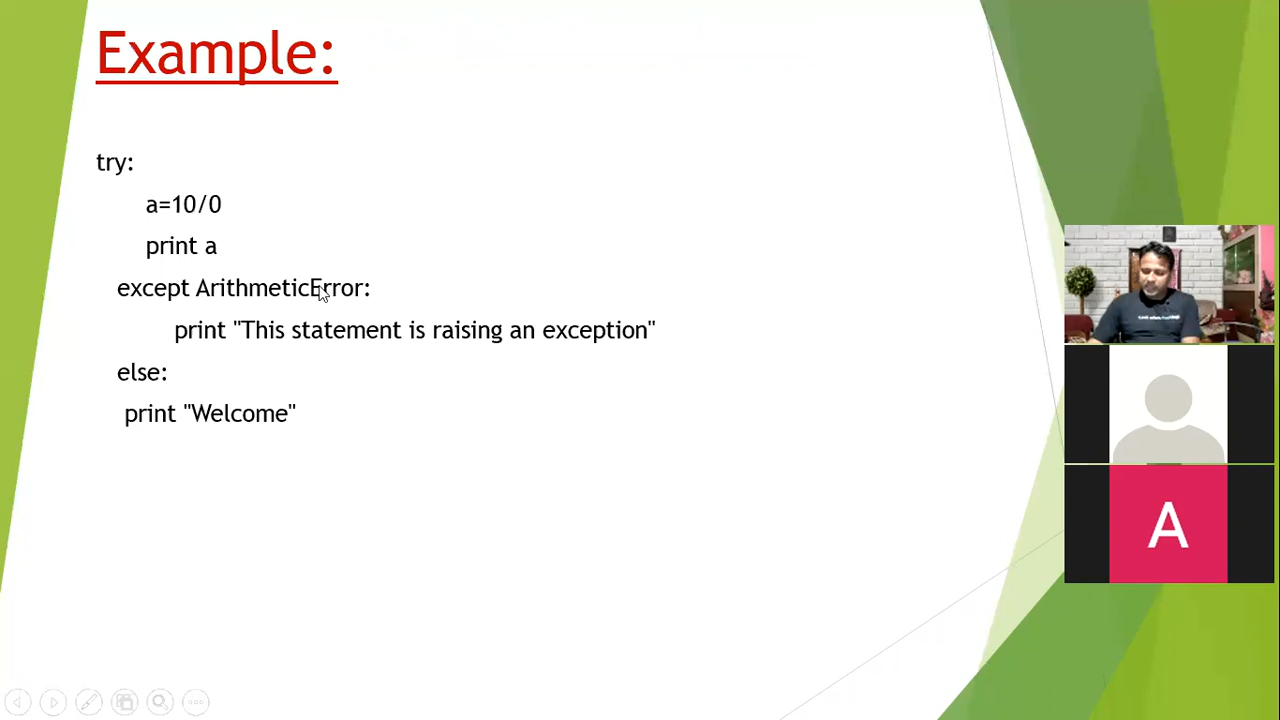 Example:
try:
a=10/0
print a
except ArithmeticError:
print "This statement is raising an exception"
else:
print "Welcome"
A